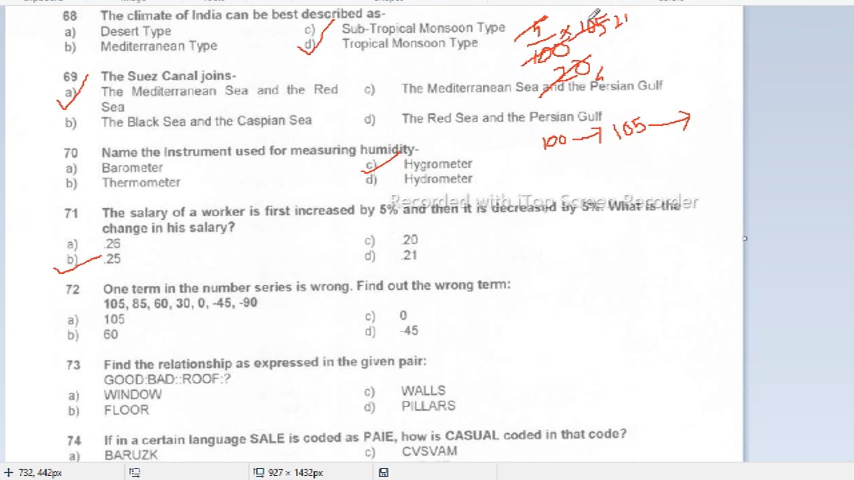 68 The climate of India can be best described as-
a) Desert Type c) Sub-Tropical Monsoon Type
b) Mediterranean Type d) Tropical Monsoon Type
69 The Suez Canal joins-
a) The Mediterranean Sea and the Red Sea c) The Mediterranean Sea and the Persian Gulf
b) The Black Sea and the Caspian Sea d) The Red Sea and the Persian Gulf
100 → 105 →
70 Name the Instrument used for measuring humidity-
a) Barometer c) Hygrometer
b) Thermometer d) Hydrometer
Recorded with iTop Screen Recorder
71 The salary of a worker is first increased by 5% and then it is decreased by 5%. What is the
change in his salary?
a) .26 c) .20
b) .25 d) .21
72 One term in the number series is wrong. Find out the wrong term:
105, 85, 60, 30, 0, -45, -90
a) 105 c) 0
b) 60 d) -45
73 Find the relationship as expressed in the given pair:
GOOD:BAD::ROOF:?
a) WINDOW c) WALLS
b) FLOOR d) PILLARS
74 If in a certain language SALE is coded as PAIE, how is CASUAL coded in that code?
a) BARUZK c) CVSVAM
732, 442px 927 × 1432px